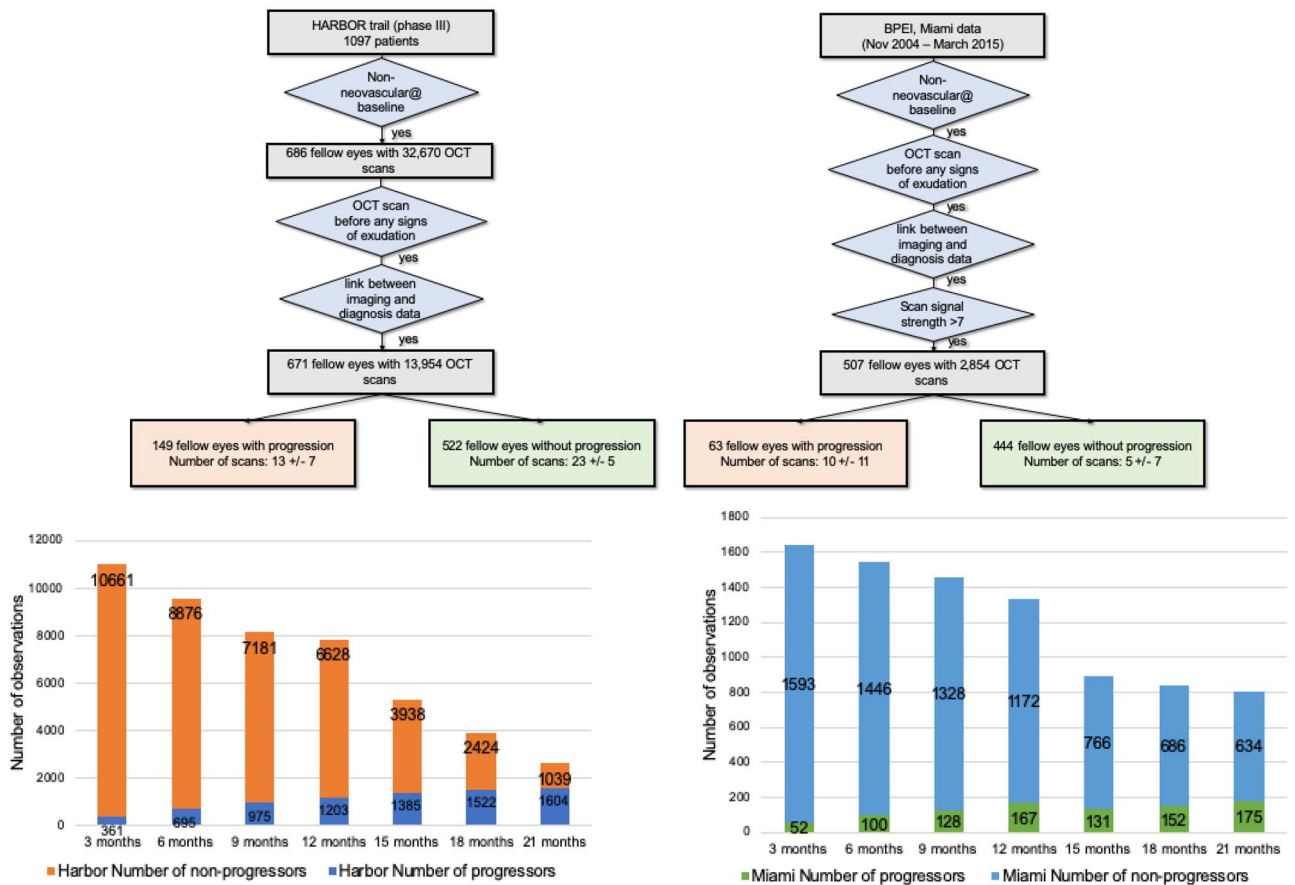 HARBOR trail (phase III)
1097 patients
Non-
neovascular@
baseline
yes
686 fellow eyes with 32,670 OCT
scans
OCT scan
before any signs
of exudation
yes
link between
imaging and
diagnosis data
yes
671 fellow eyes with 13,954 OCT
scans
149 fellow eyes with progression
Number of scans: 13 +/- 7
522 fellow eyes without progression
Number of scans: 23 +/- 5
BPEI, Miami data
(Nov 2004 – March 2015)
Non-
neovascular@
baseline
yes
OCT scan
before any signs
of exudation
yes
link between
imaging and
diagnosis data
yes
Scan signal
strength >7
yes
507 fellow eyes with 2,854 OCT
scans
63 fellow eyes with progression
Number of scans: 10 +/- 11
444 fellow eyes without progression
Number of scans: 5 +/- 7
Number of observations
12000
10000
8000
6000
4000
2000
0
10661
8876
7181
6628
3938
2424
1039
361
695
975
1203
1385
1522
1604
3 months
6 months
9 months
12 months
15 months
18 months
21 months
Harbor Number of non-progressors
Harbor Number of progressors
Number of observations
1800
1600
1400
1200
1000
800
600
400
200
0
1593
1446
1328
1172
766
686
634
52
100
128
167
131
152
175
3 months
6 months
9 months
12 months
15 months
18 months
21 months
Miami Number of progressors
Miami Number of non-progressors